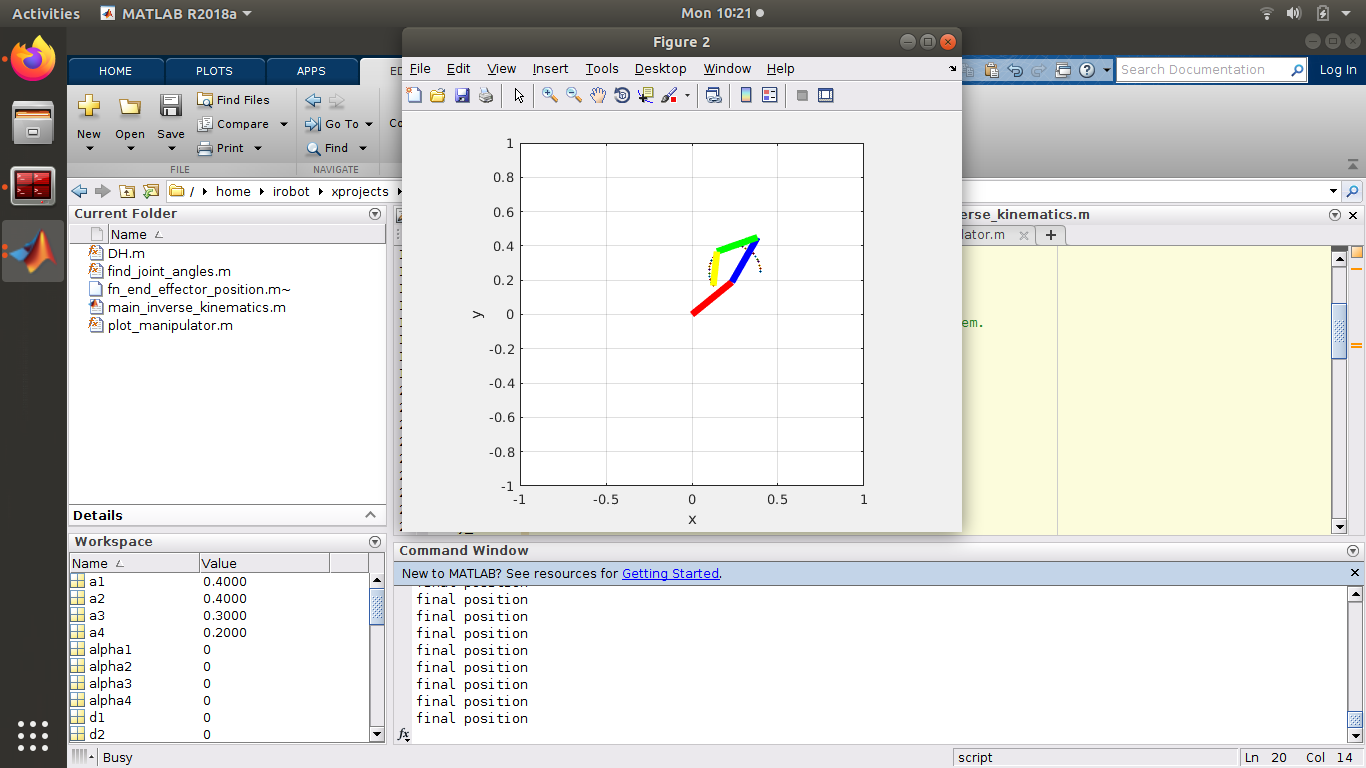 Activities MATLAB R2018a Mon 10:21
Figure 2
HOME PLOTS APPS
File Edit View Insert Tools Desktop Window Help
Search Documentation Log In
Find Files
Compare
Print
New Open Save
Go To
Find
FILE NAVIGATE
/ home irobot xprojects
Current Folder
Name
DH.m
find_joint_angles.m
fn_end_effector_position.m~
main_inverse_kinematics.m
plot_manipulator.m
Details
Workspace
Name Value
a1 0.4000
a2 0.4000
a3 0.3000
a4 0.2000
alpha1 0
alpha2 0
alpha3 0
alpha4 0
d1 0
d2 0
1
0.8
0.6
0.4
0.2
0
-0.2
-0.4
-0.6
-0.8
-1
y
-1 -0.5 0 0.5 1
x
erse_kinematics.m
lator.m
em.
Command Window
New to MATLAB? See resources for Getting Started.
final position
final position
final position
final position
final position
final position
final position
final position
final position
fx
Busy script Ln 20 Col 14